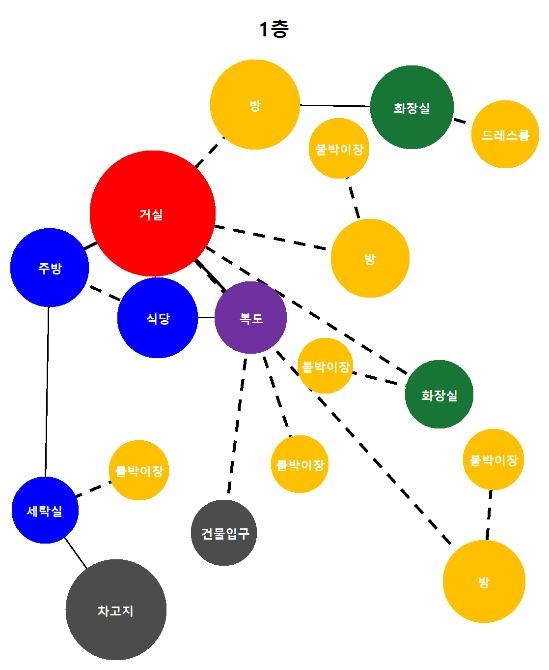 1층
방
화장실
드레스룸
붙박이장
거실
방
주방
식당
복도
붙박이장
화장실
붙박이장
붙박이장
붙박이장
세탁실
건물입구
방
차고지